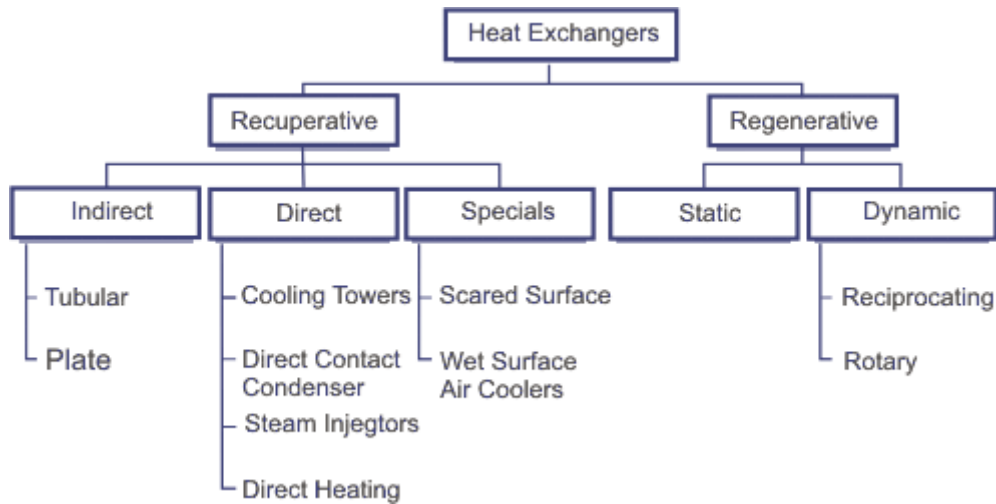 Heat Exchangers
Recuperative
Regenerative
Indirect
Direct
Specials
Static
Dynamic
Tubular
Plate
Cooling Towers
Direct Contact
Condenser
Steam Injegtors
Direct Heating
Scared Surface
Wet Surface
Air Coolers
Reciprocating
Rotary